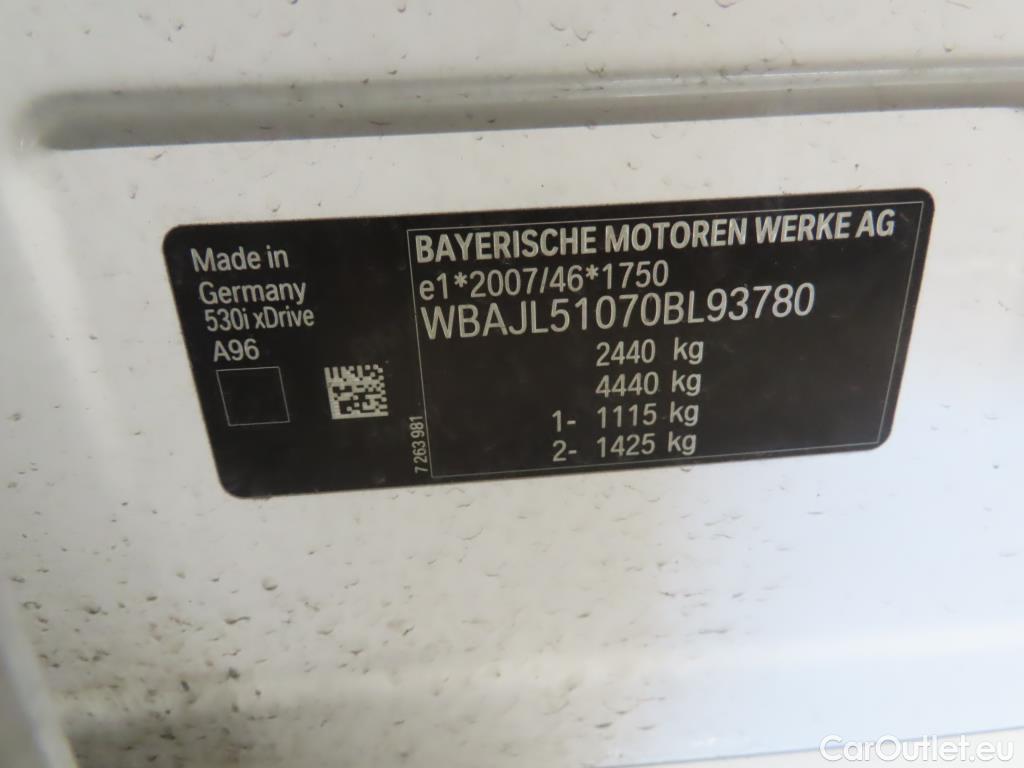 Made in
Germany
530i xDrive
A96
7 263 981
BAYERISCHE MOTOREN WERKE AG
e1*2007/46*1750
WBAJL51070BL93780
2440 kg
4440 kg
1- 1115 kg
2- 1425 kg
CarOutlet.eu